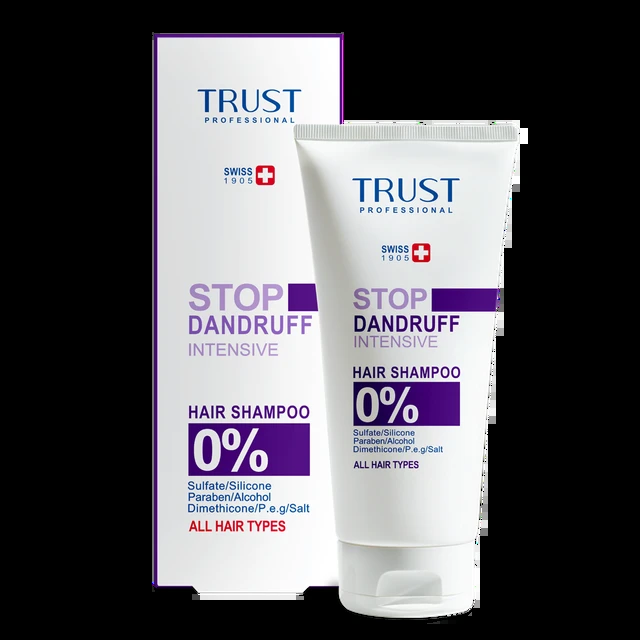 TRUST
PROFESSIONAL
SWISS
1905
STOP
DANDRUFF
INTENSIVE
HAIR SHAMPOO
0%
Sulfate/Silicone
Paraben/Alcohol
Dimethicone/P.e.g/Salt
ALL HAIR TYPES
TRUST
PROFESSIONAL
SWISS
1905
STOP
DANDRUFF
INTENSIVE
HAIR SHAMPOO
0%
Sulfate/Silicone
Paraben/Alcohol
Dimethicone/P.e.g/Salt
ALL HAIR TYPES